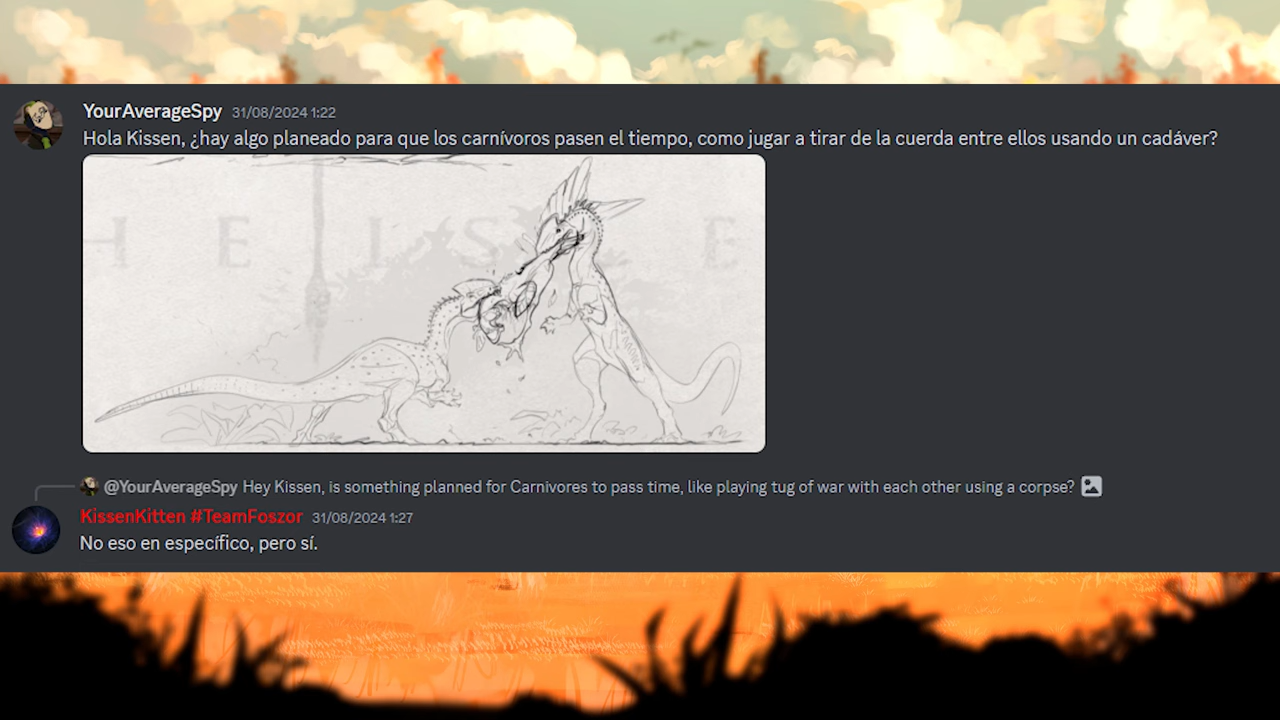 YourAverageSpy 31/08/2024 1:22
Hola Kissen, ¿hay algo planeado para que los carnívoros pasen el tiempo, como jugar a tirar de la cuerda entre ellos usando un cadáver?
H E I S L E
@YourAverageSpy Hey Kissen, is something planned for Carnivores to pass time, like playing tug of war with each other using a corpse?
KissenKitten #TeamFoszor 31/08/2024 1:27
No eso en específico, pero sí.